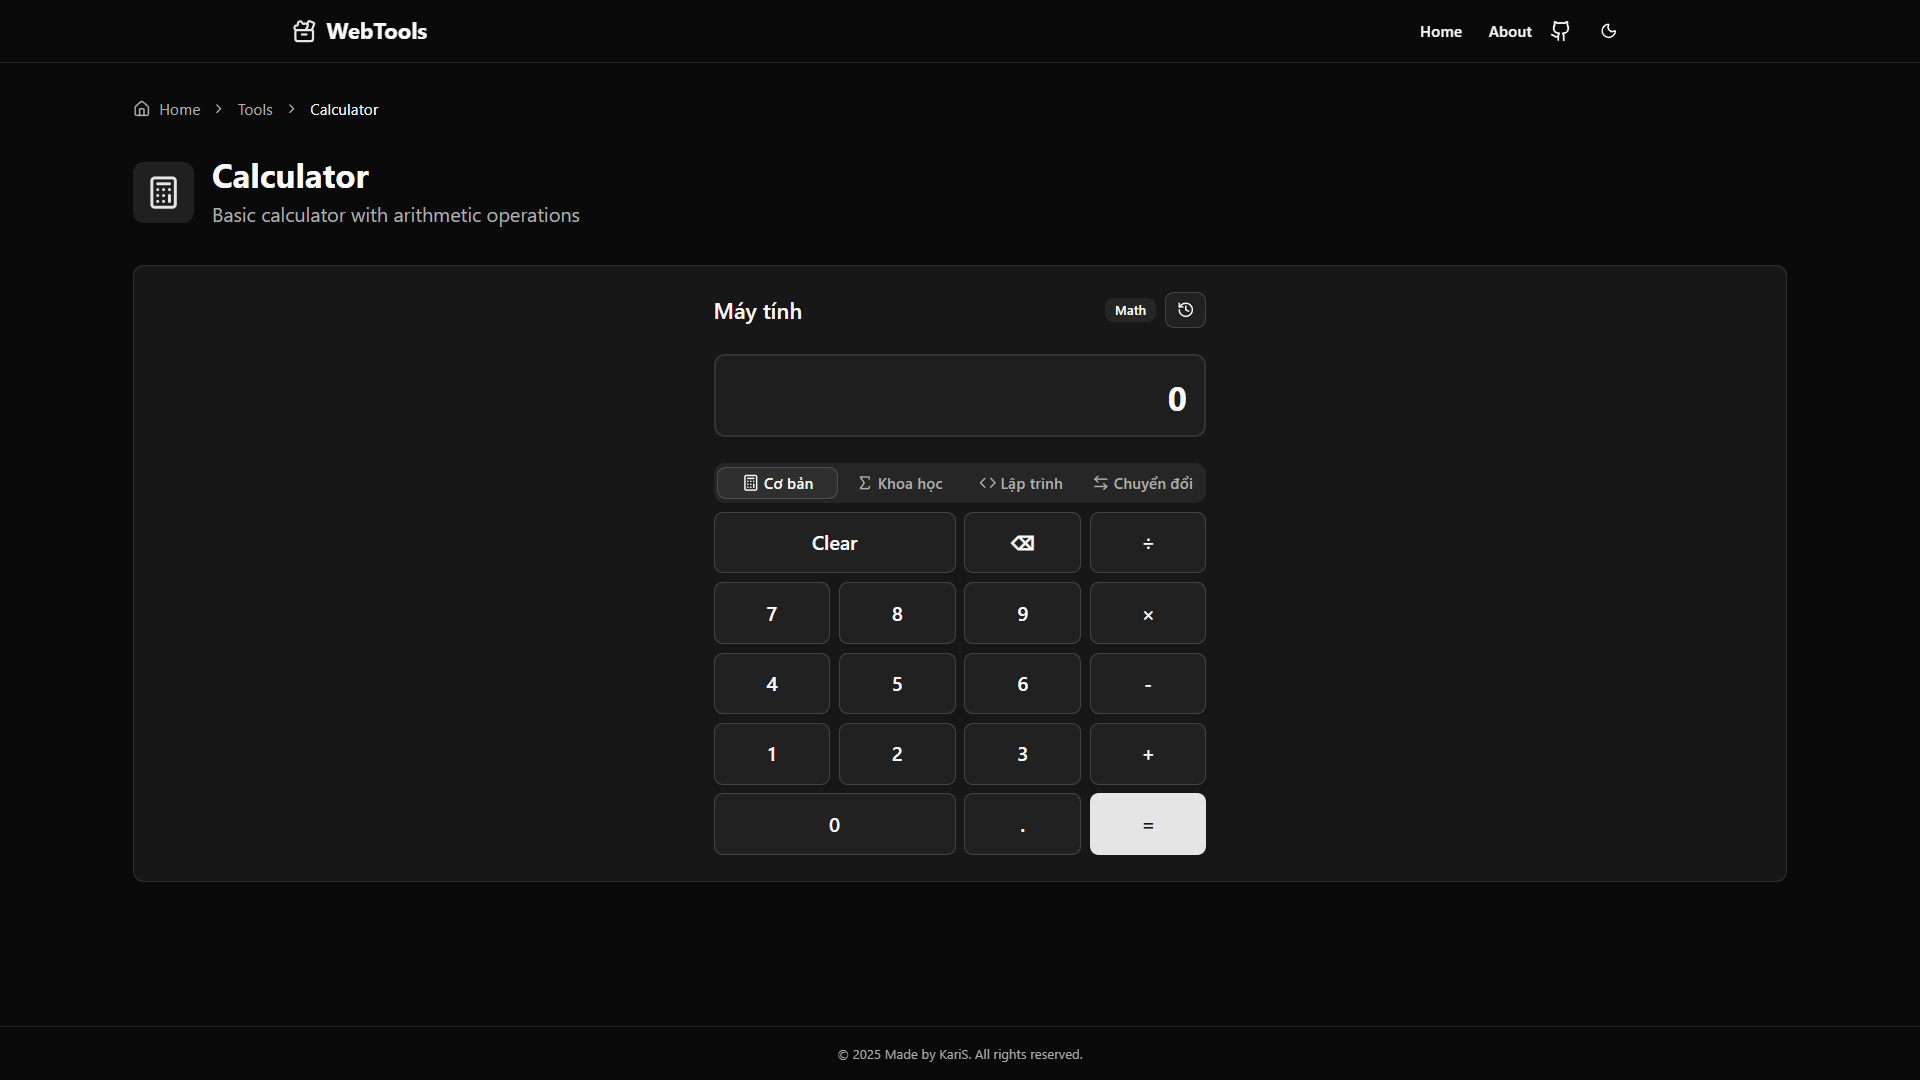 WebTools
Home About
Home Tools Calculator
Calculator
Basic calculator with arithmetic operations
Máy tính
Math
0
Cơ bản Khoa học Lập trình Chuyển đổi
Clear ⌫ ÷
7 8 9 ×
4 5 6 -
1 2 3 +
0 . =
© 2025 Made by KariS. All rights reserved.